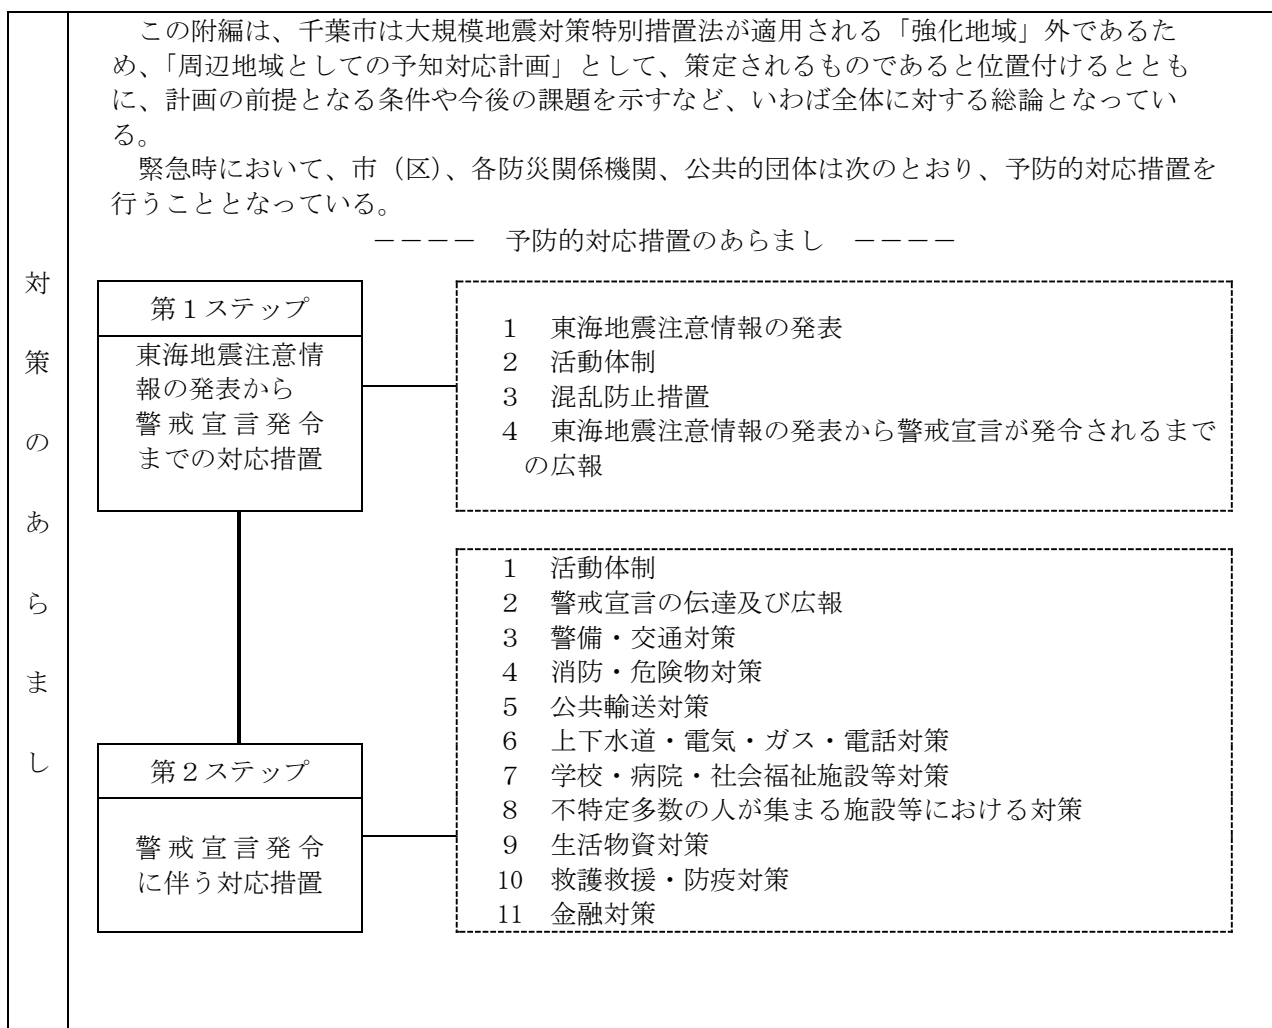 対策のあらまし
この附編は、千葉市は大規模地震対策特別措置法が適用される「強化地域」外であるた
め、「周辺地域としての予知対応計画」として、策定されるものであると位置付けるととも
に、計画の前提となる条件や今後の課題を示すなど、いわば全体に対する総論となってい
る。
緊急時において、市（区）、各防災関係機関、公共的団体は次のとおり、予防的対応措置を
行うこととなっている。
－－－－　予防的対応措置のあらまし　－－－－
第１ステップ
東海地震注意情
報の発表から
警戒宣言発令
までの対応措置
１　東海地震注意情報の発表
２　活動体制
３　混乱防止措置
４　東海地震注意情報の発表から警戒宣言が発令されるまで
の広報
第２ステップ
警戒宣言発令
に伴う対応措置
１　活動体制
２　警戒宣言の伝達及び広報
３　警備・交通対策
４　消防・危険物対策
５　公共輸送対策
６　上下水道・電気・ガス・電話対策
７　学校・病院・社会福祉施設等対策
８　不特定多数の人が集まる施設等における対策
９　生活物資対策
10　救護救援・防疫対策
11　金融対策